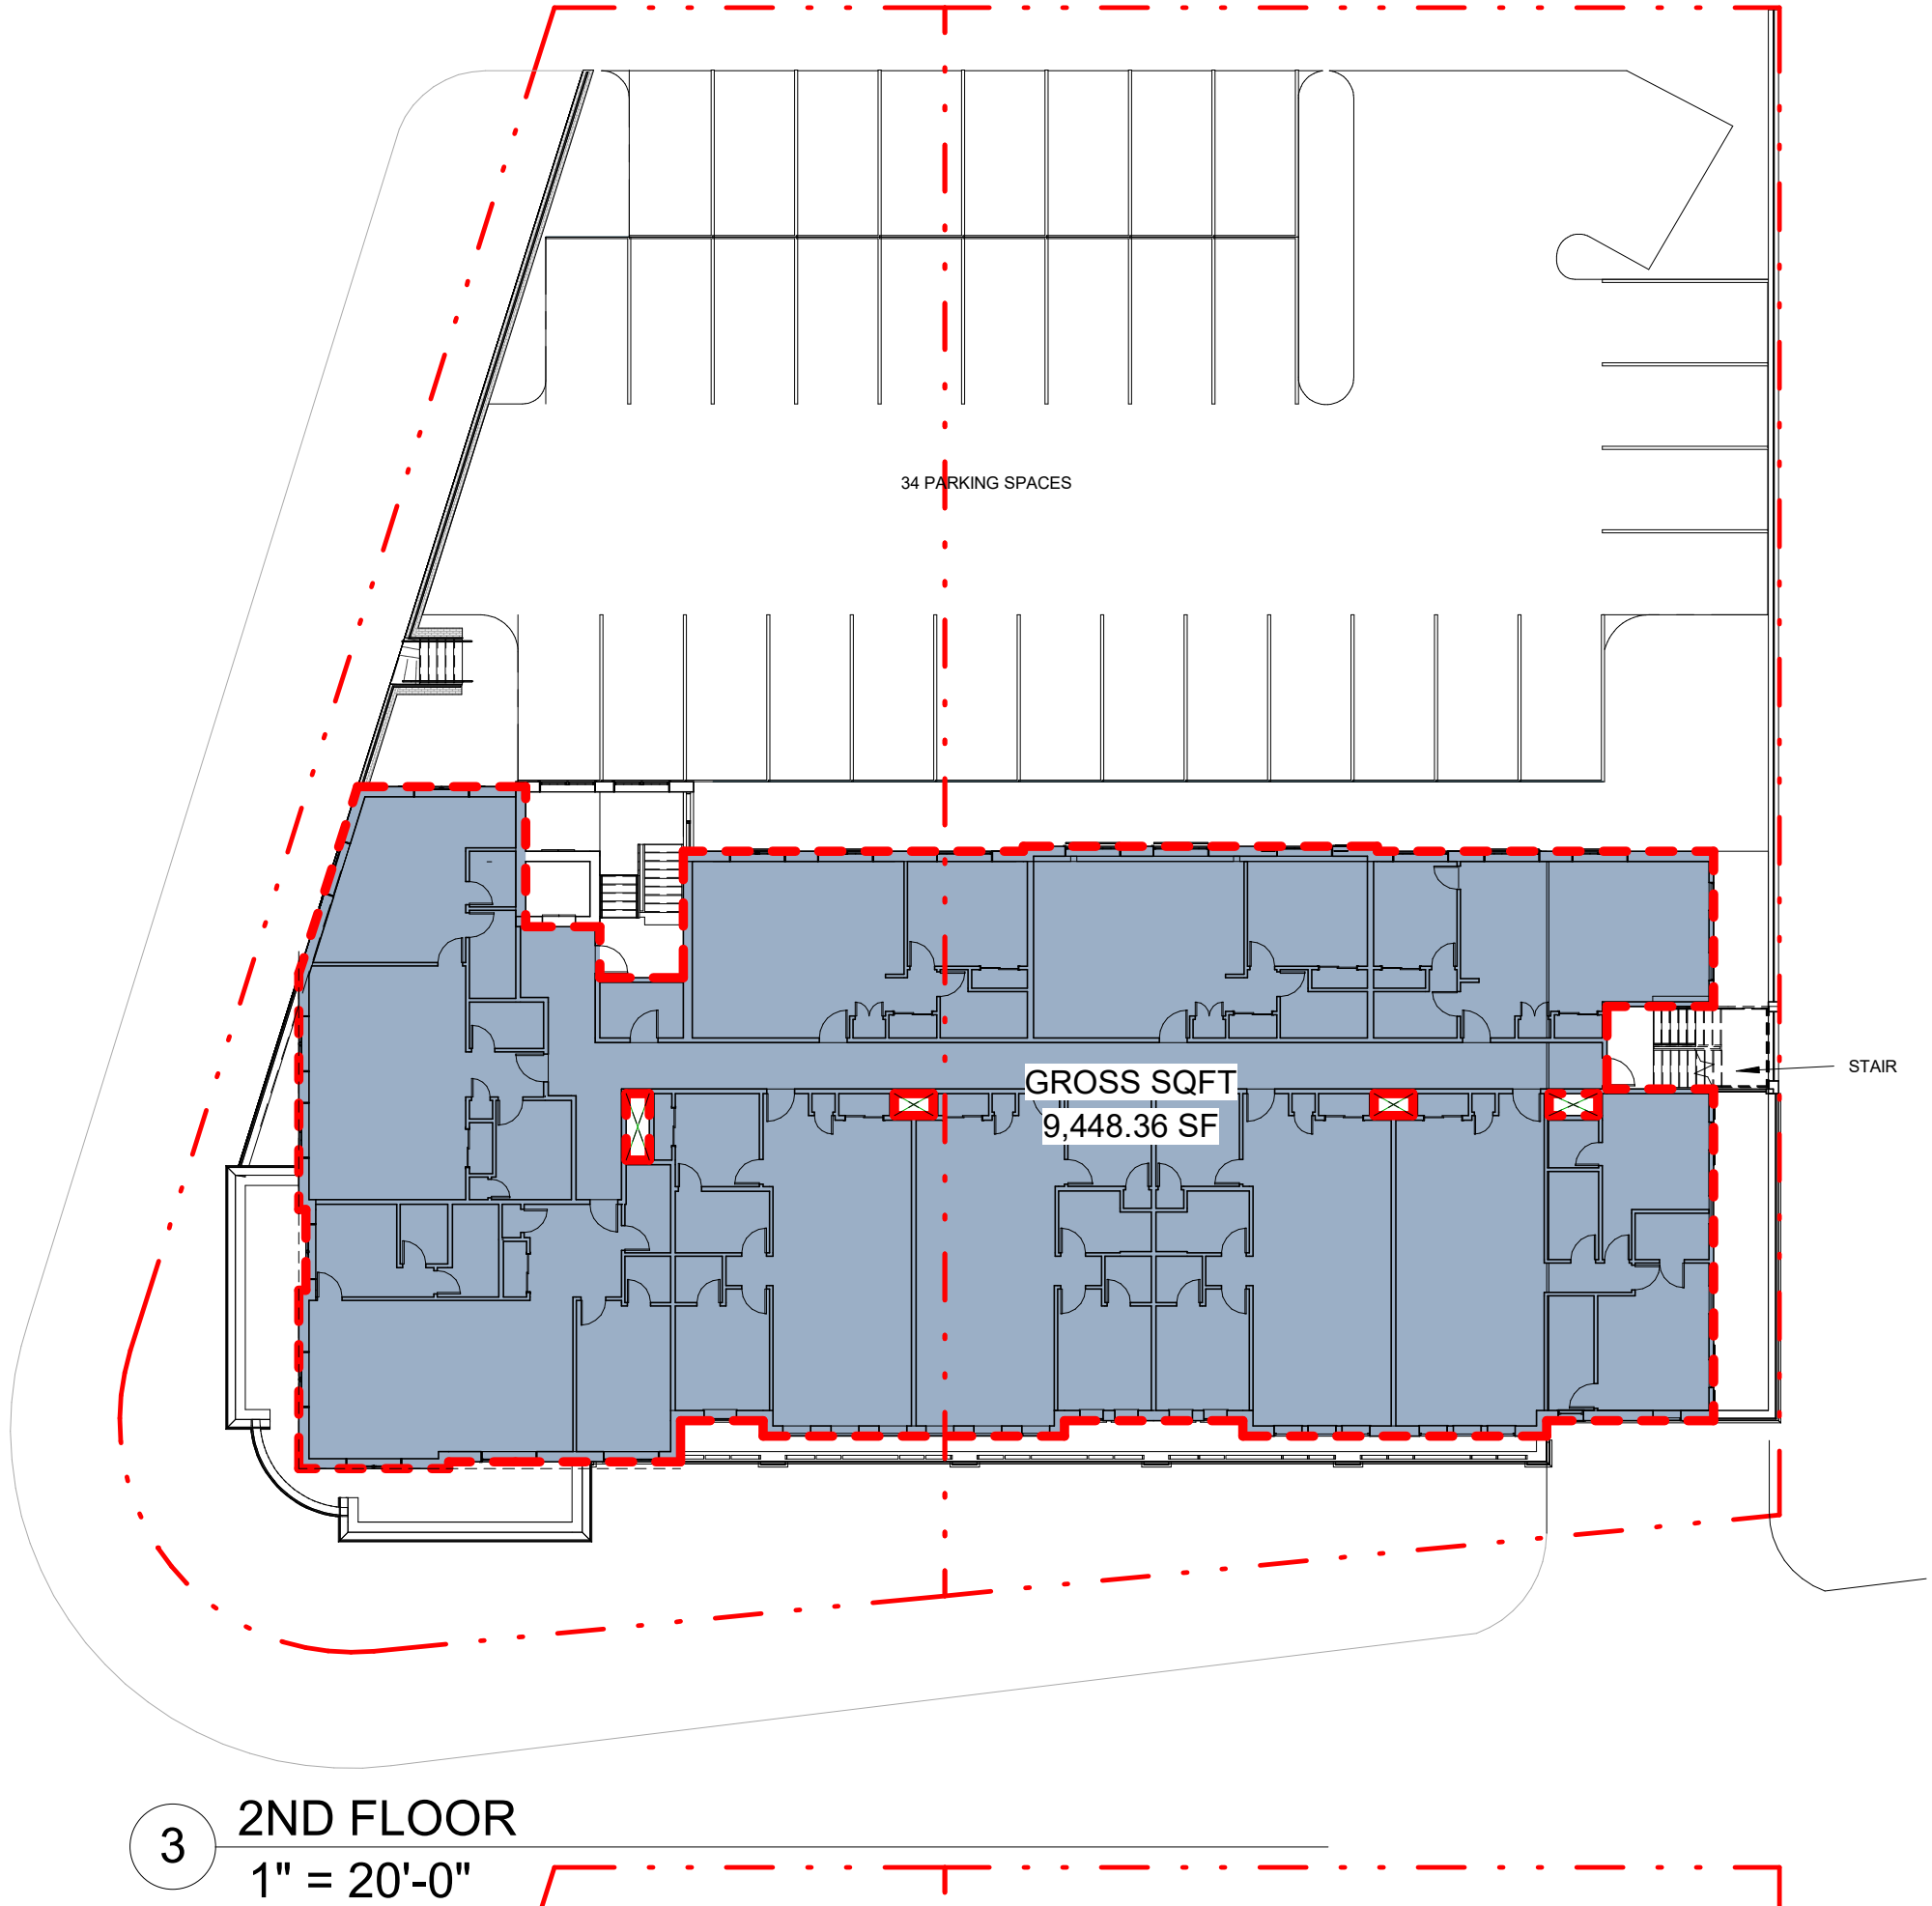 34 PARKING SPACES
GROSS SQFT
9,448.36 SF
STAIR
3
2ND FLOOR
1" = 20'-0"